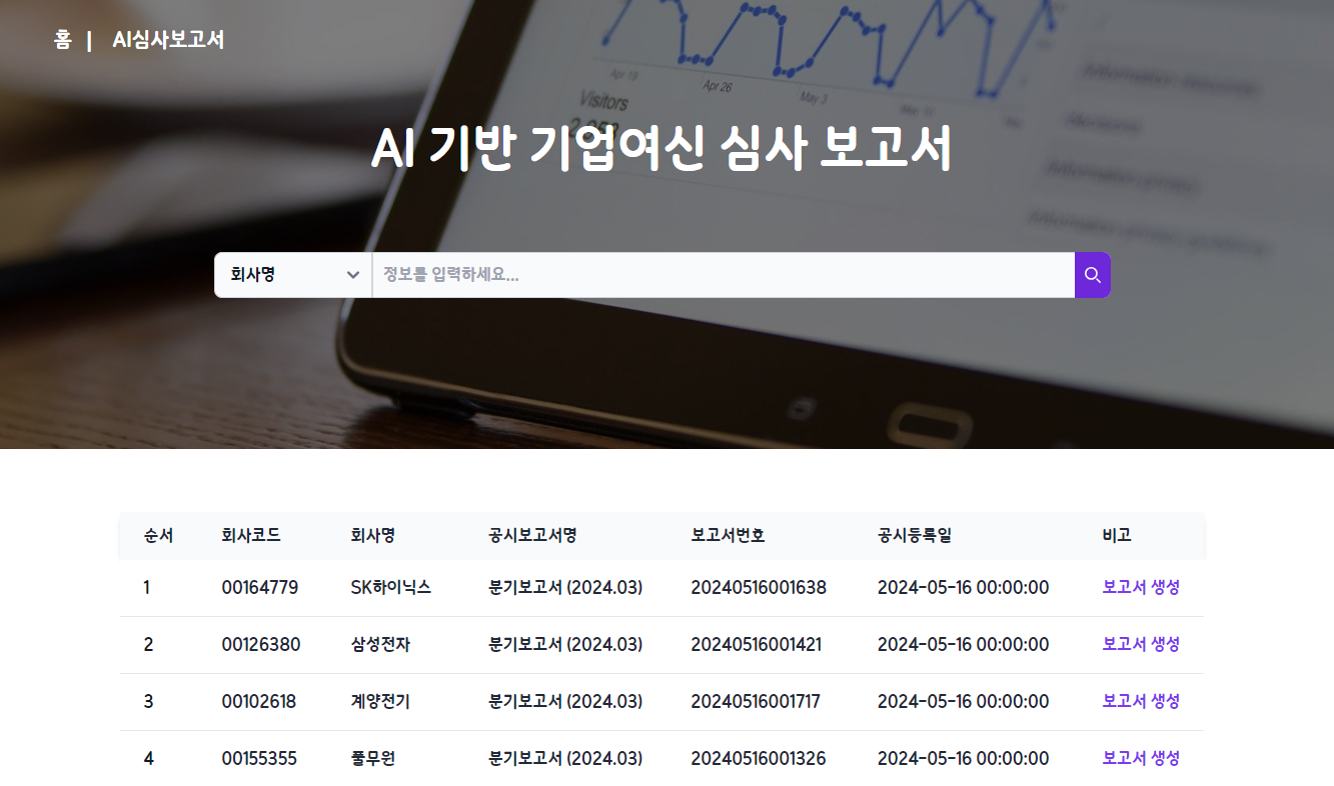 홈 | AI심사보고서
Apr 19
Apr 26
May 3
Visitors
AI 기반 기업여신 심사 보고서
회사명 정보를 입력하세요...
순서 회사코드 회사명 공시보고서명 보고서번호 공시등록일 비고
1 00164779 SK하이닉스 분기보고서 (2024.03) 20240516001638 2024-05-16 00:00:00 보고서 생성
2 00126380 삼성전자 분기보고서 (2024.03) 20240516001421 2024-05-16 00:00:00 보고서 생성
3 00102618 계양전기 분기보고서 (2024.03) 20240516001717 2024-05-16 00:00:00 보고서 생성
4 00155355 풀무원 분기보고서 (2024.03) 20240516001326 2024-05-16 00:00:00 보고서 생성